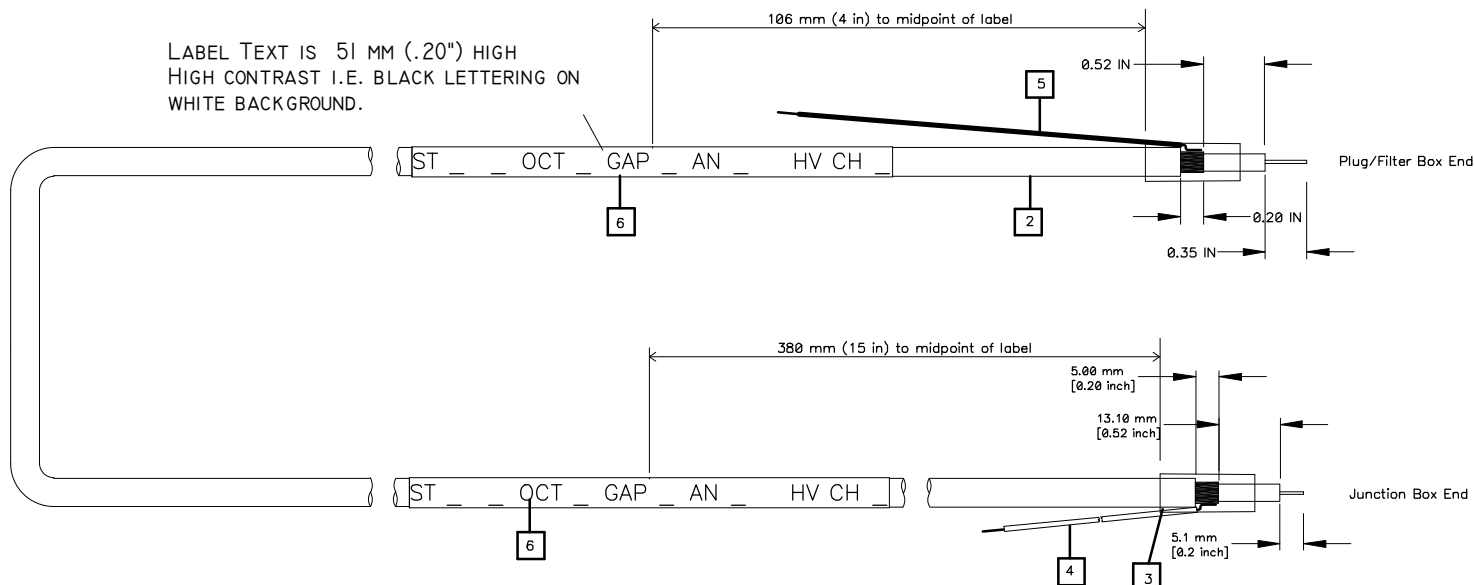 106 mm (4 in) to midpoint of label
LABEL TEXT IS 51 MM (.20") HIGH
HIGH CONTRAST I.E. BLACK LETTERING ON
WHITE BACKGROUND.
0.52 IN
5
ST _ _ OCT _ GAP _ AN _ HV CH _
Plug/Filter Box End
6
2
0.20 IN
0.35 IN
380 mm (15 in) to midpoint of label
5.00 mm
[0.20 inch]
13.10 mm
[0.52 inch]
ST _ _ OCT _ GAP _ AN _ HV CH _
Junction Box End
6
4
3
5.1 mm
[0.2 inch]